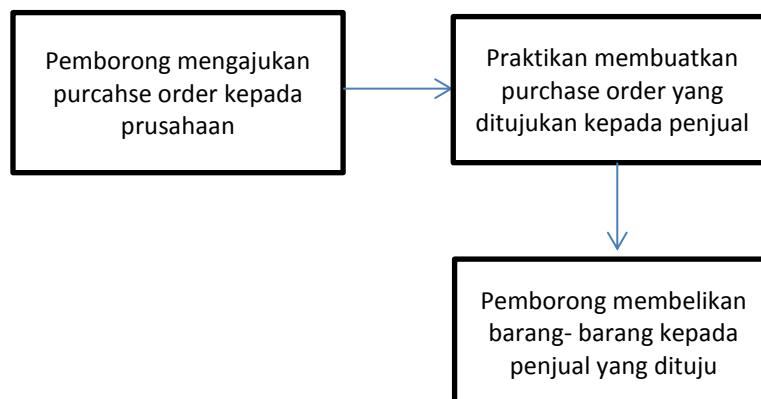 Pemborong mengajukan
purcahse order kepada
prusahaan
Praktikan membuatkan
purchase order yang
ditujukan kepada penjual
Pemborong membelikan
barang- barang kepada
penjual yang dituju